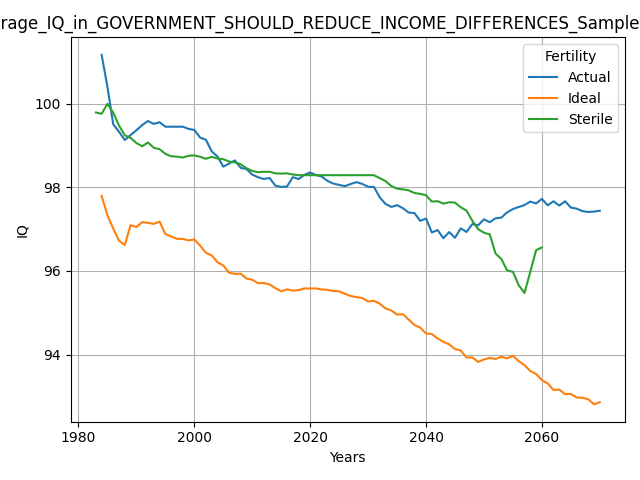 rage_IQ_in_GOVERNMENT_SHOULD_REDUCE_INCOME_DIFFERENCES_Sample
Fertility
Actual
Ideal
Sterile
100
98
96
94
IQ
1980
2000
2020
2040
2060
Years